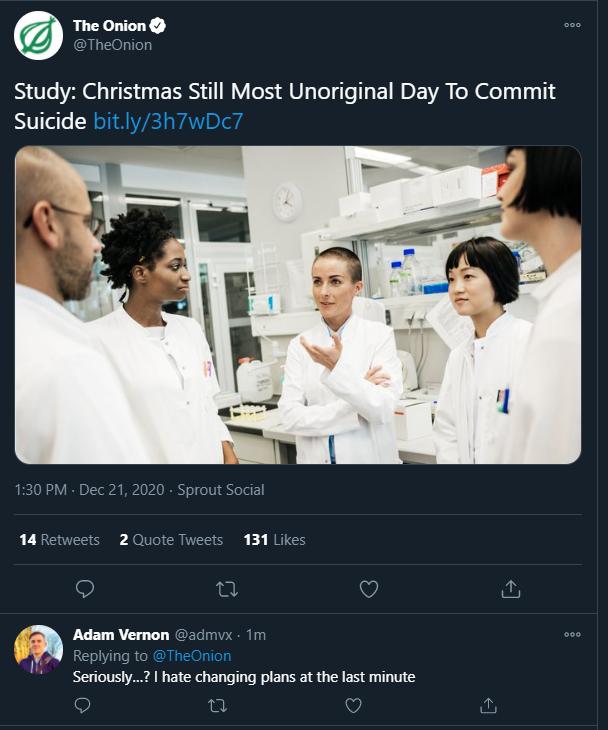 The Onion
@TheOnion
Study: Christmas Still Most Unoriginal Day To Commit
Suicide bit.ly/3h7wDc7
1:30 PM · Dec 21, 2020 · Sprout Social
14 Retweets 2 Quote Tweets 131 Likes
Adam Vernon @admvx · 1m
Replying to @TheOnion
Seriously...? I hate changing plans at the last minute